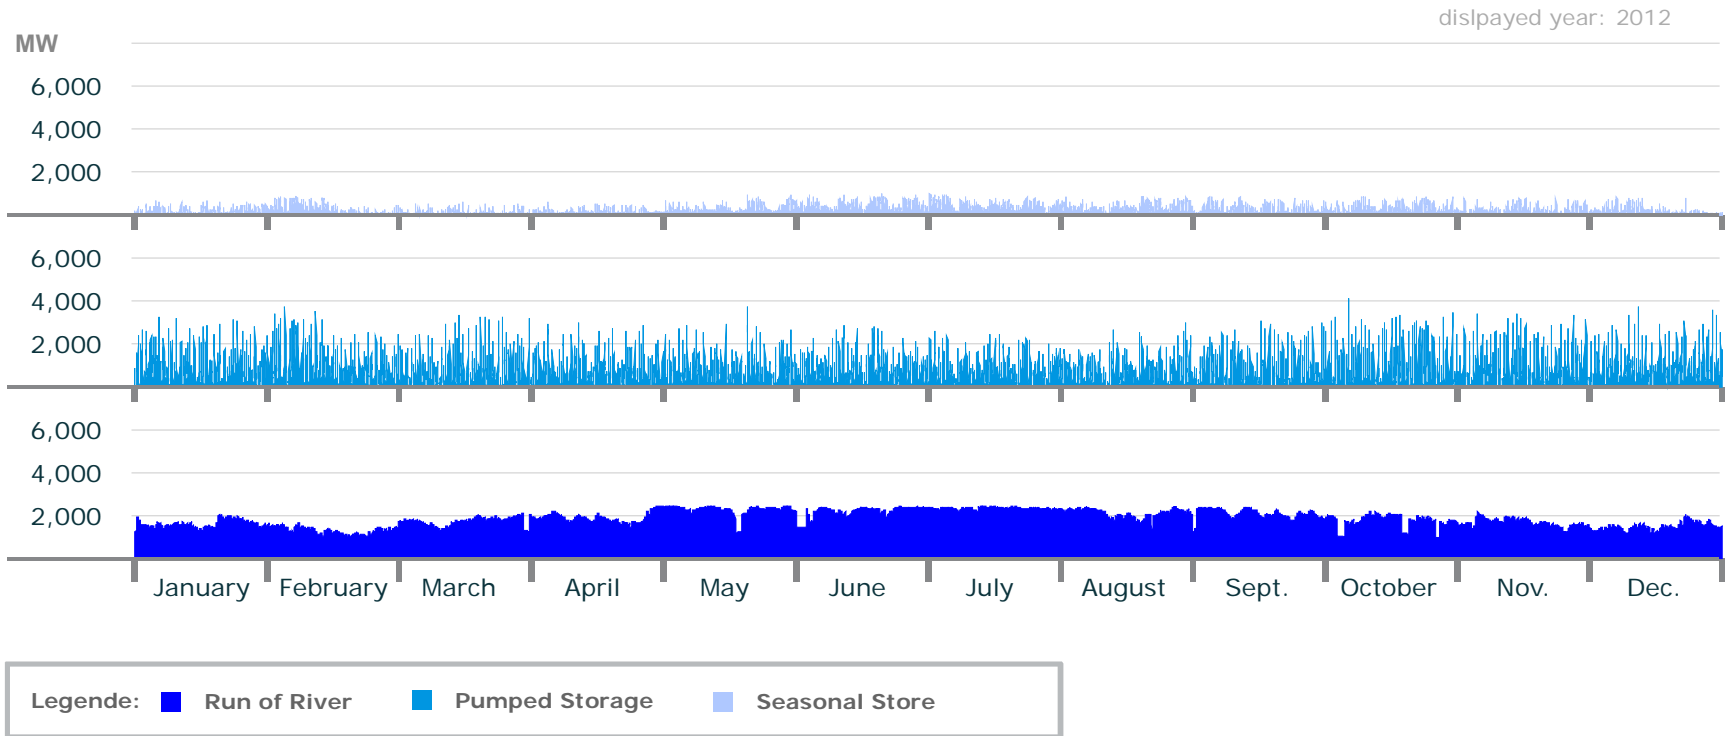 dislpayed year: 2012
MW
6,000
4,000
2,000
6,000
4,000
2,000
6,000
4,000
2,000
January February March April May June July August Sept. October Nov. Dec.
Legende: Run of River Pumped Storage Seasonal Store